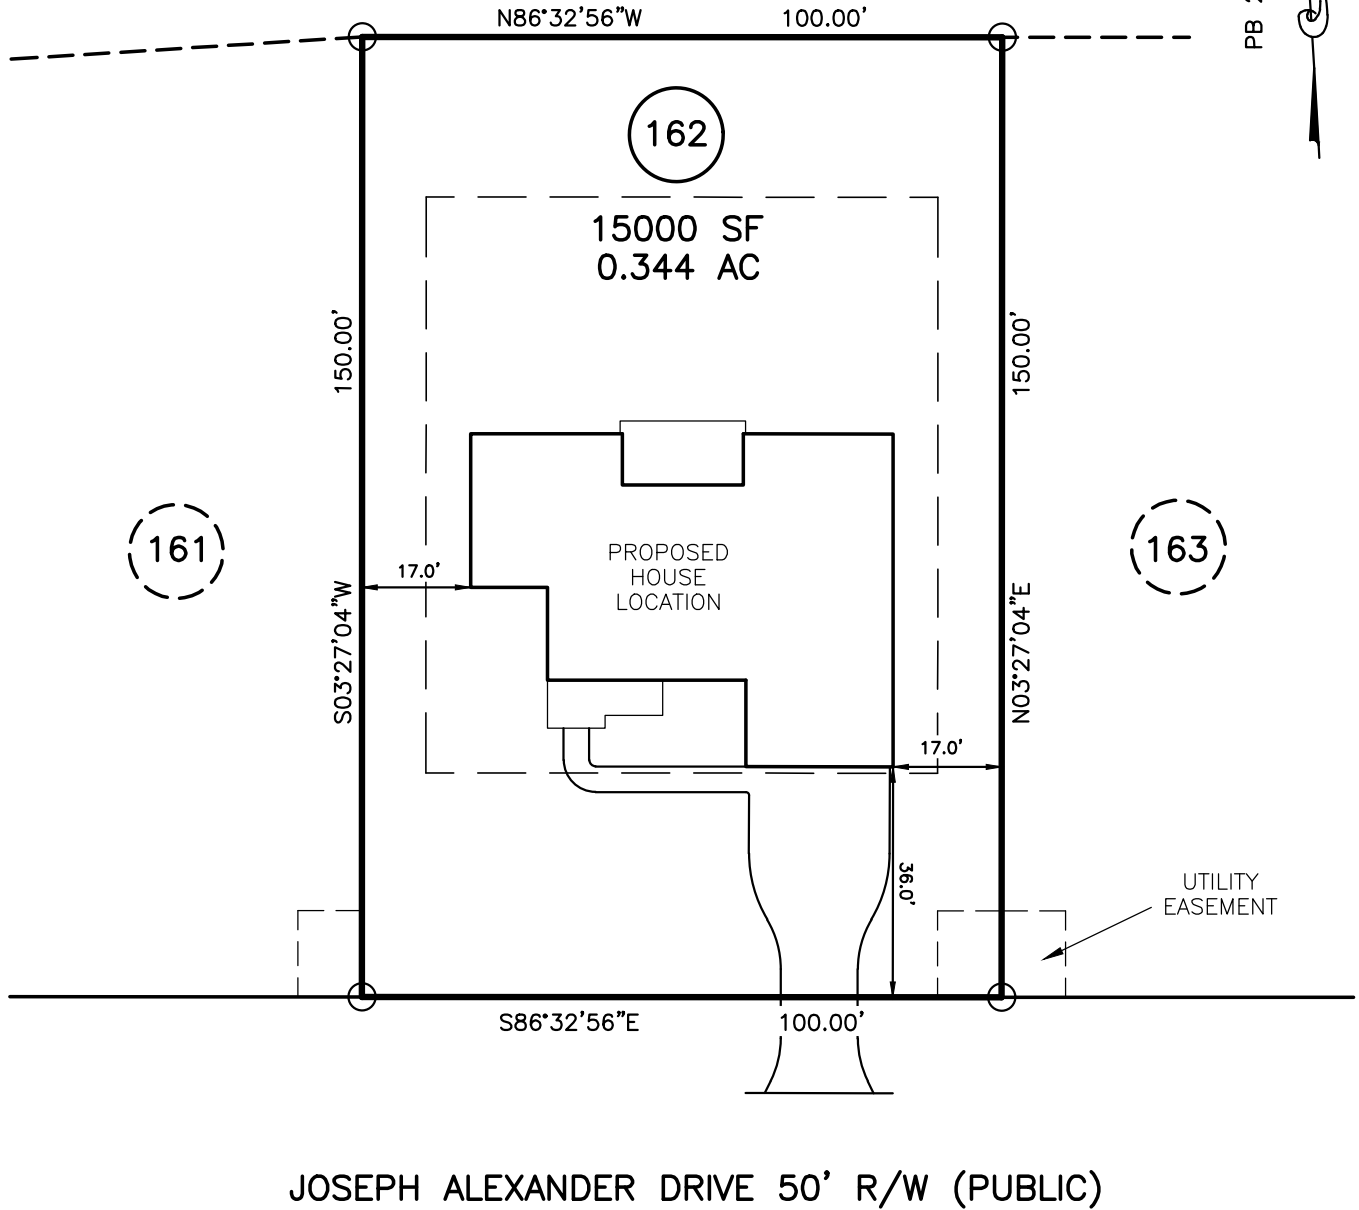 N86°32'56"W 100.00'
PB 2
162
15000 SF
0.344 AC
150.00'
150.00'
161
163
PROPOSED
HOUSE
LOCATION
17.0'
S03°27'04"W
N03°27'04"E
17.0'
36.0'
UTILITY
EASEMENT
S86°32'56"E 100.00'
JOSEPH ALEXANDER DRIVE 50' R/W (PUBLIC)